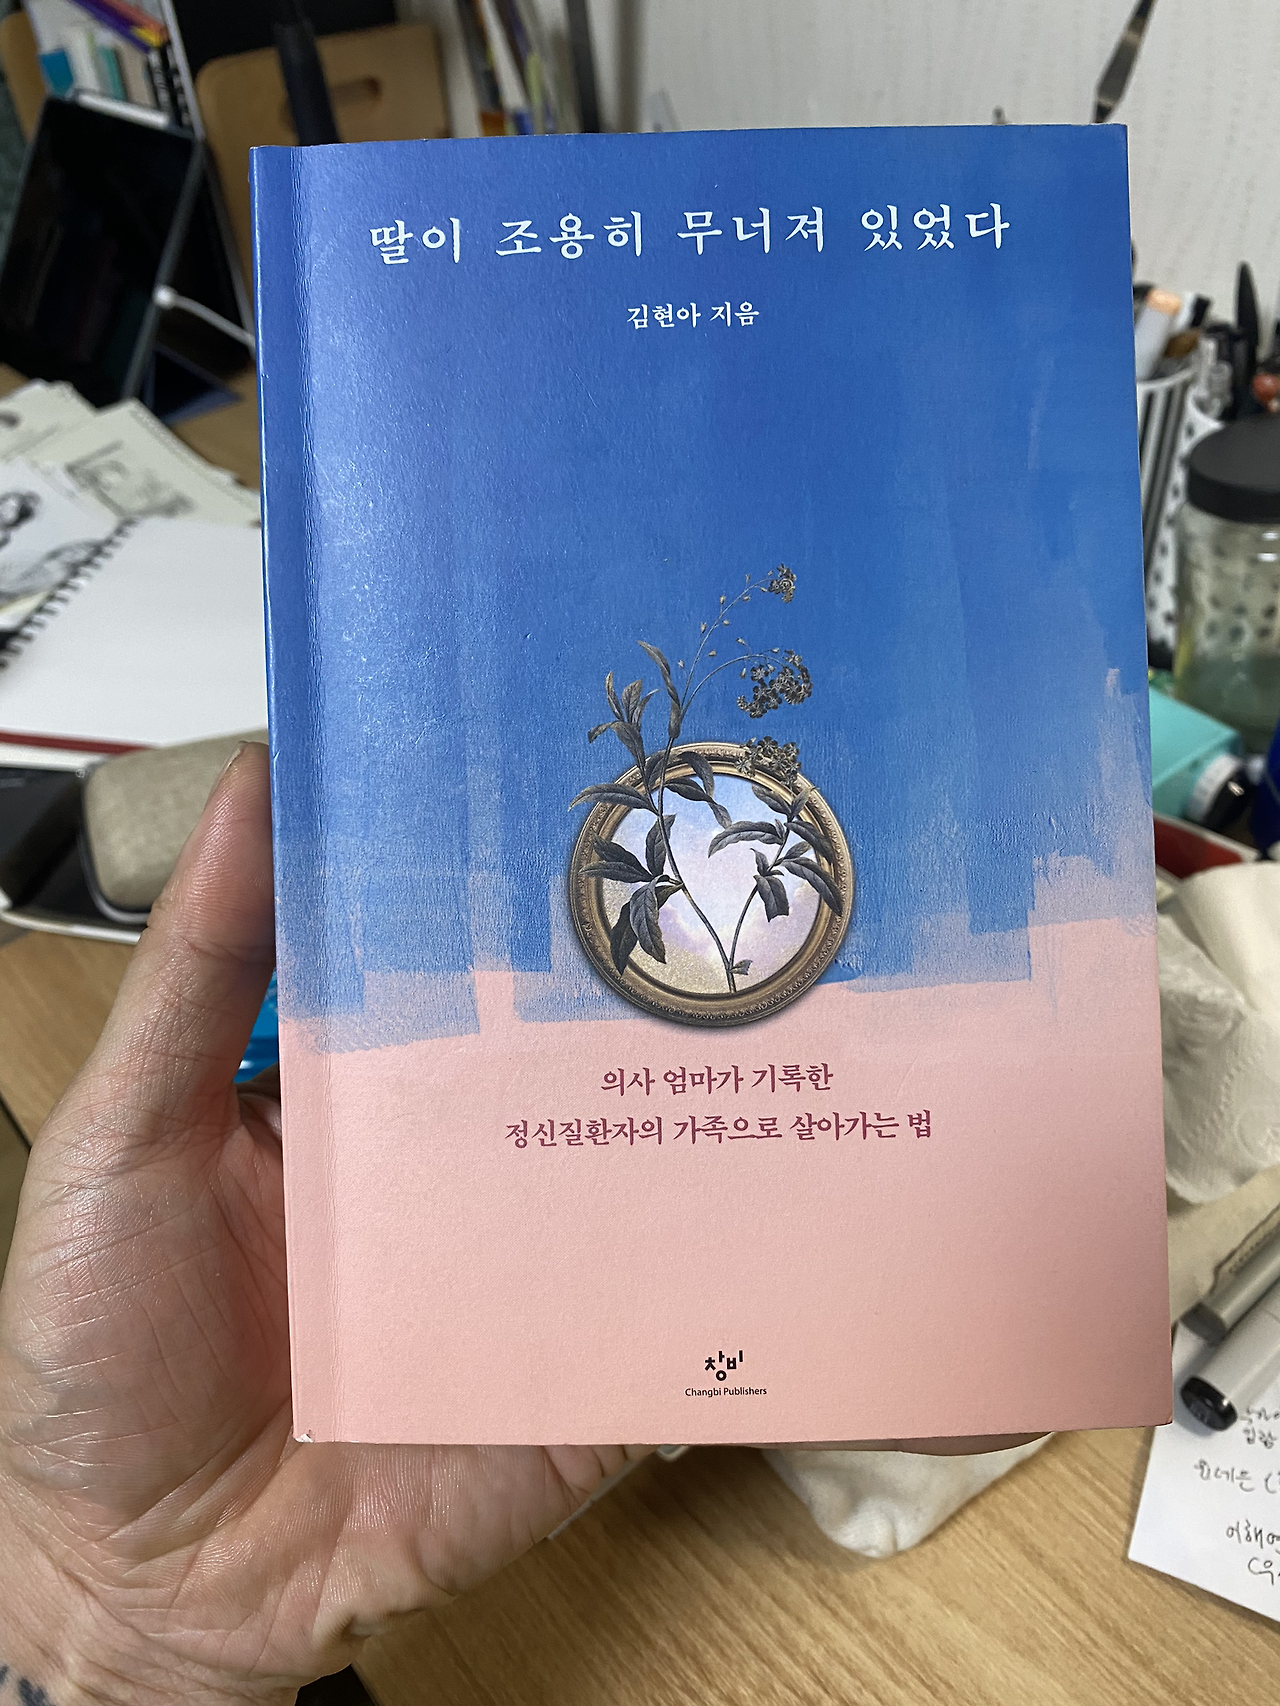 딸이 조용히 무너져 있었다
김현아 지음
의사 엄마가 기록한
정신질환자의 가족으로 살아가는 법
창비
Changbi Publishers